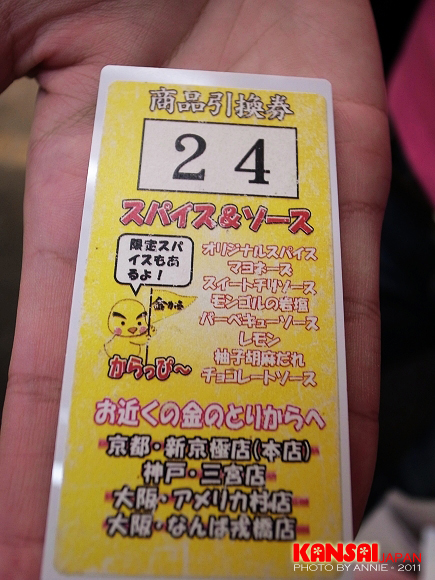 商品引換券
24
スパイス&ソース
限定スパ
イスもあ
るよ!
オリジナルスパイス
マヨネーズ
スイートチリソース
モンゴルの岩塩
バーベキューソース
レモン
柚子胡麻だれ
チョコレートソース
からっぴ〜
お近くの金のとりからへ
京都・新京極店(本店)
神戸・三宮店
大阪・アメリカ村店
大阪・なんば戎橋店
KANSAI JAPAN
PHOTO BY ANNIE - 2011